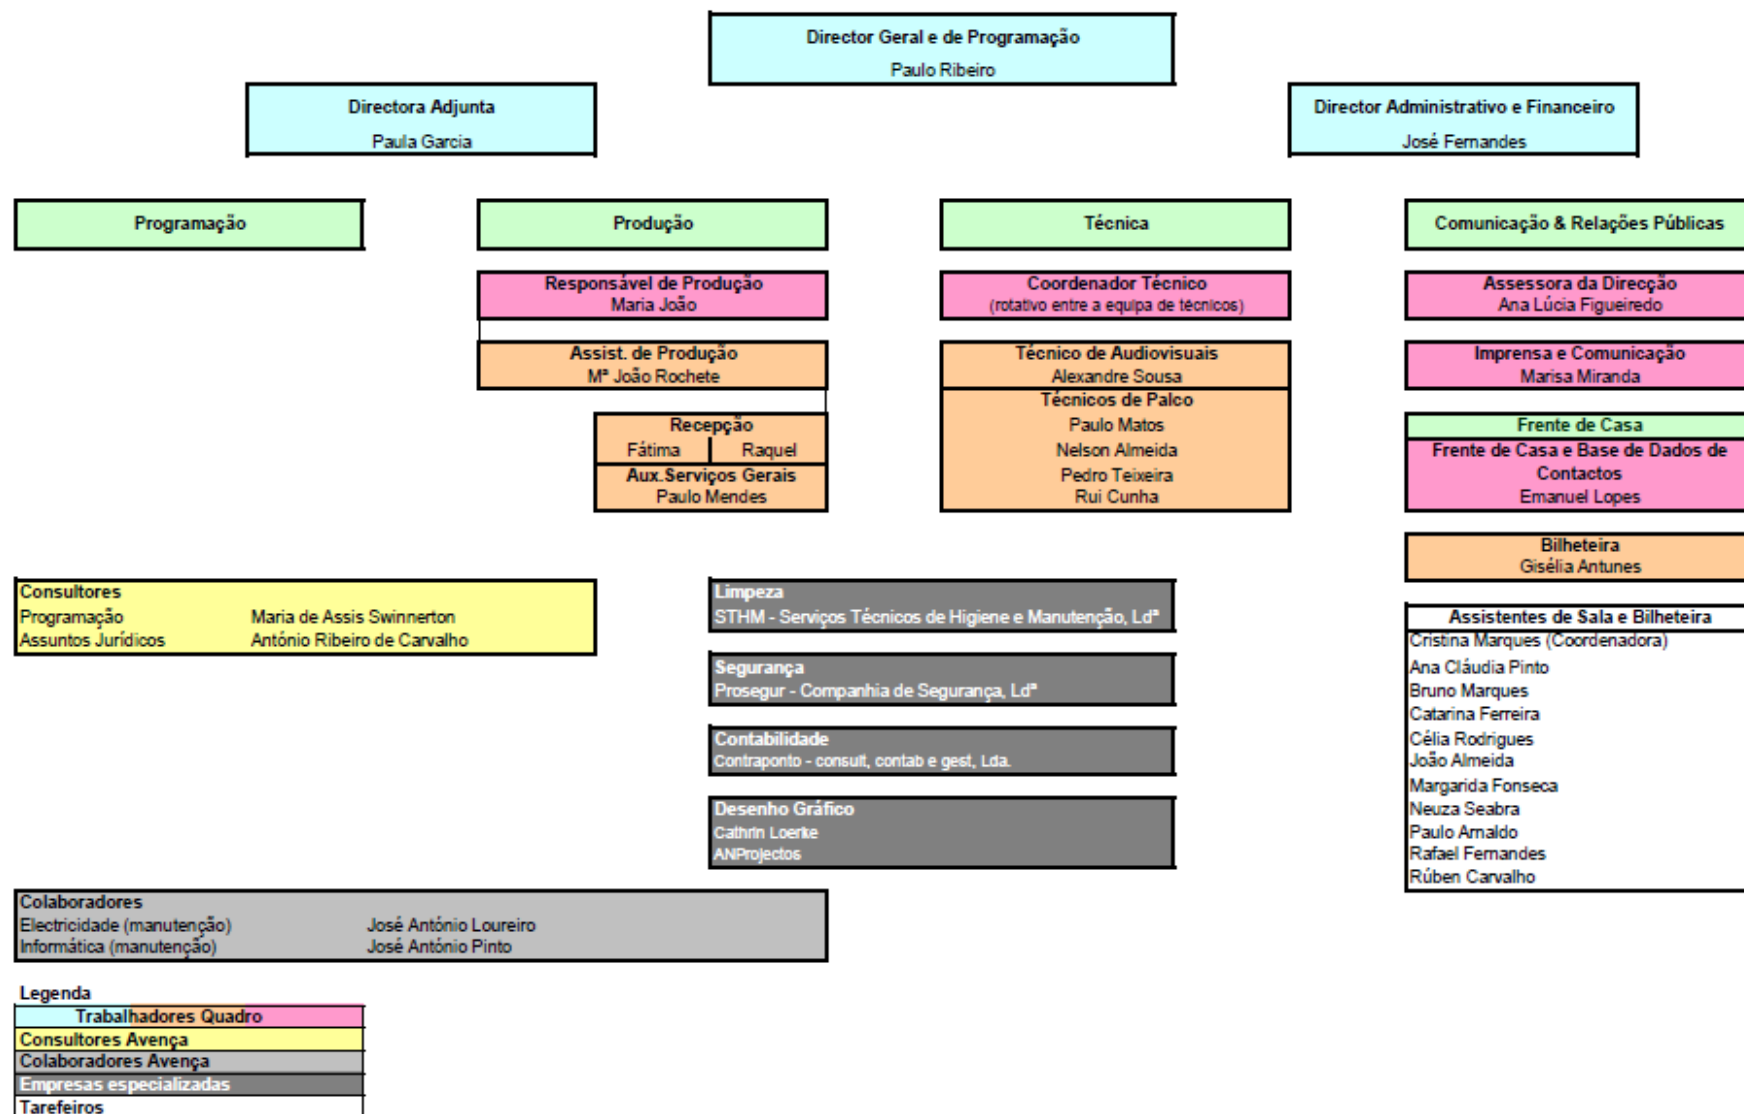 Director Geral e de Programação
Paulo Ribeiro
Directora Adjunta
Paula Garcia
Director Administrativo e Financeiro
José Fernandes
Programação
Produção
Técnica
Comunicação & Relações Públicas
Responsável de Produção
Maria João
Coordenador Técnico
(rotativo entre a equipa de técnicos)
Assessora da Direcção
Ana Lúcia Figueiredo
Assist. de Produção
Mª João Rochete
Técnico de Audiovisuais
Alexandre Sousa
Imprensa e Comunicação
Marisa Miranda
Recepção
Fátima Raquel
Aux.Serviços Gerais
Paulo Mendes
Técnicos de Palco
Paulo Matos
Nelson Almeida
Pedro Teixeira
Rui Cunha
Frente de Casa
Frente de Casa e Base de Dados de
Contactos
Emanuel Lopes
Bilheteira
Gisélia Antunes
Consultores
Programação Maria de Assis Swinnerton
Assuntos Jurídicos António Ribeiro de Carvalho
Limpeza
STHM - Serviços Técnicos de Higiene e Manutenção, Ldª
Segurança
Prosegur - Companhia de Segurança, Ldª
Contabilidade
Contraponto - consult, contab e gest, Lda.
Desenho Gráfico
Cathrin Loerke
ANProjectos
Assistentes de Sala e Bilheteira
Cristina Marques (Coordenadora)
Ana Cláudia Pinto
Bruno Marques
Catarina Ferreira
Célia Rodrigues
João Almeida
Margarida Fonseca
Neuza Seabra
Paulo Arnaldo
Rafael Fernandes
Rúben Carvalho
Colaboradores
Electricidade (manutenção) José António Loureiro
Informática (manutenção) José António Pinto
Legenda
Trabalhadores Quadro
Consultores Avença
Colaboradores Avença
Empresas especializadas
Tarefeiros